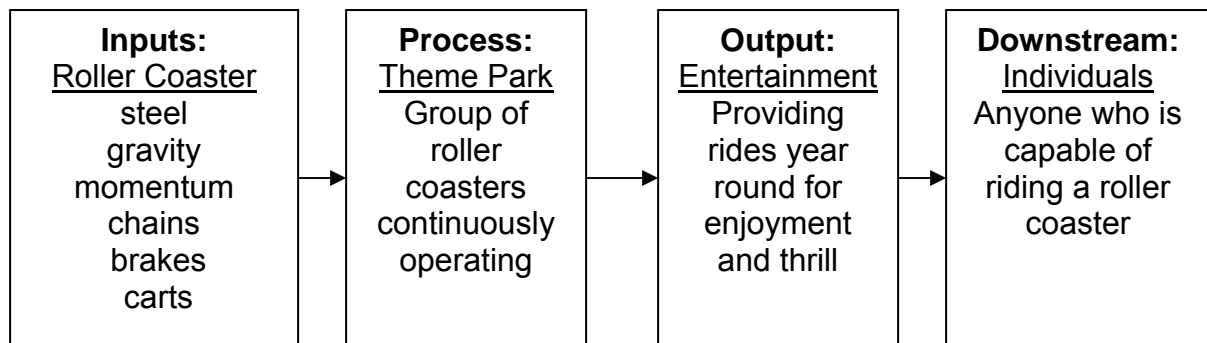 Inputs:
Roller Coaster
steel
gravity
momentum
chains
brakes
carts
Process:
Theme Park
Group of
roller
coasters
continuously
operating
Output:
Entertainment
Providing
rides year
round for
enjoyment
and thrill
Downstream:
Individuals
Anyone who is
capable of
riding a roller
coaster